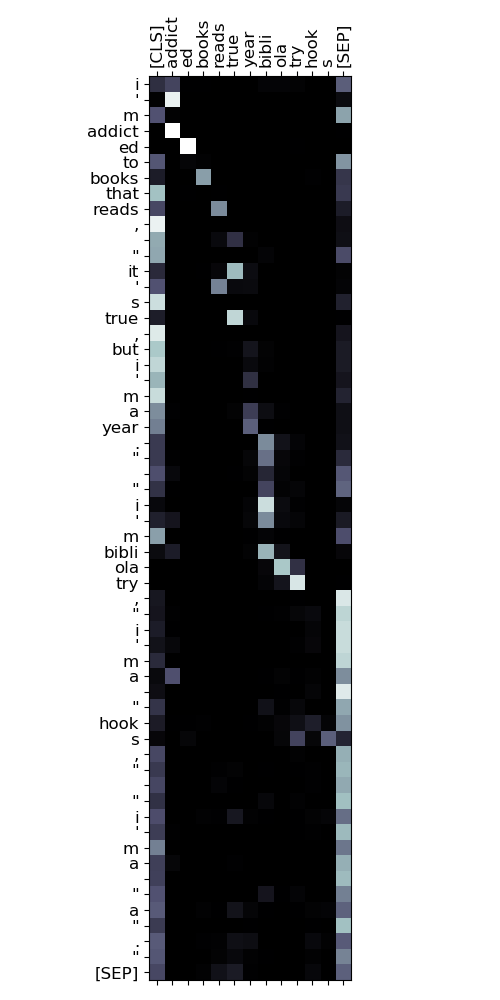 [CLS]
addict
ed
books
reads
true
year
bibli
ola
try
hook
s
[SEP]
i
'
m
addict
ed
to
books
that
reads
,
"
it
'
s
true
,
but
i
'
m
a
year
.
"
"
i
'
m
bibli
ola
try
,
"
i
'
m
a
"
hook
s
,
"
"
i
'
m
a
"
a
"
.
"
[SEP]